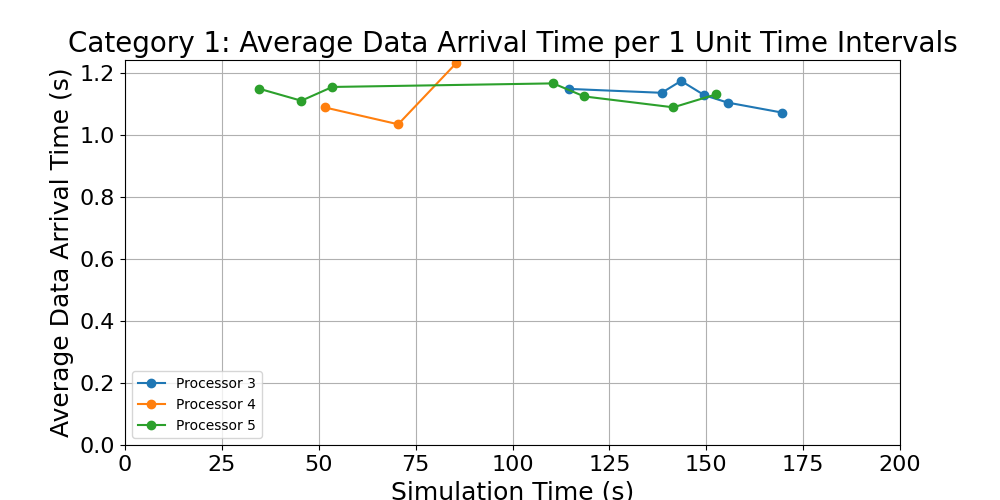 Category 1: Average Data Arrival Time per 1 Unit Time Intervals
Average Data Arrival Time (s)
1.2
1.0
0.8
0.6
0.4
0.2
0.0
Processor 3
Processor 4
Processor 5
0 25 50 75 100 125 150 175 200
Simulation Time (s)